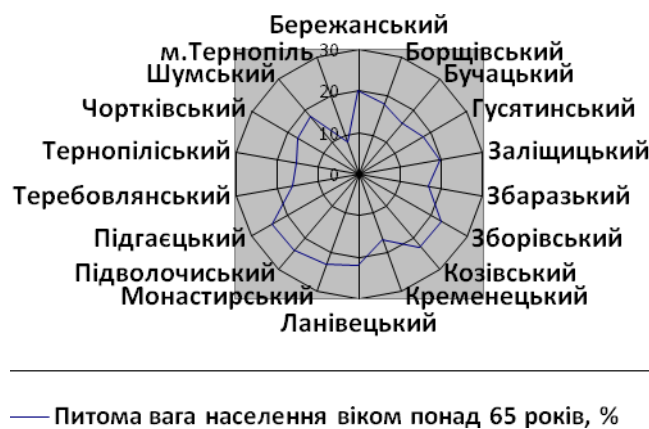 Бережанський
м.Тернопіль 30 Борщівський
Шумський Бучацький
20
Чортківський Гусятинський
10
Тернопіліський Заліщицький
0
Теребовлянський Збаразький
Підгаєцький Зборівський
Підволочиський Козівський
Монастирський Кременецький
Ланівецький
Питома вага населення віком понад 65 років, %